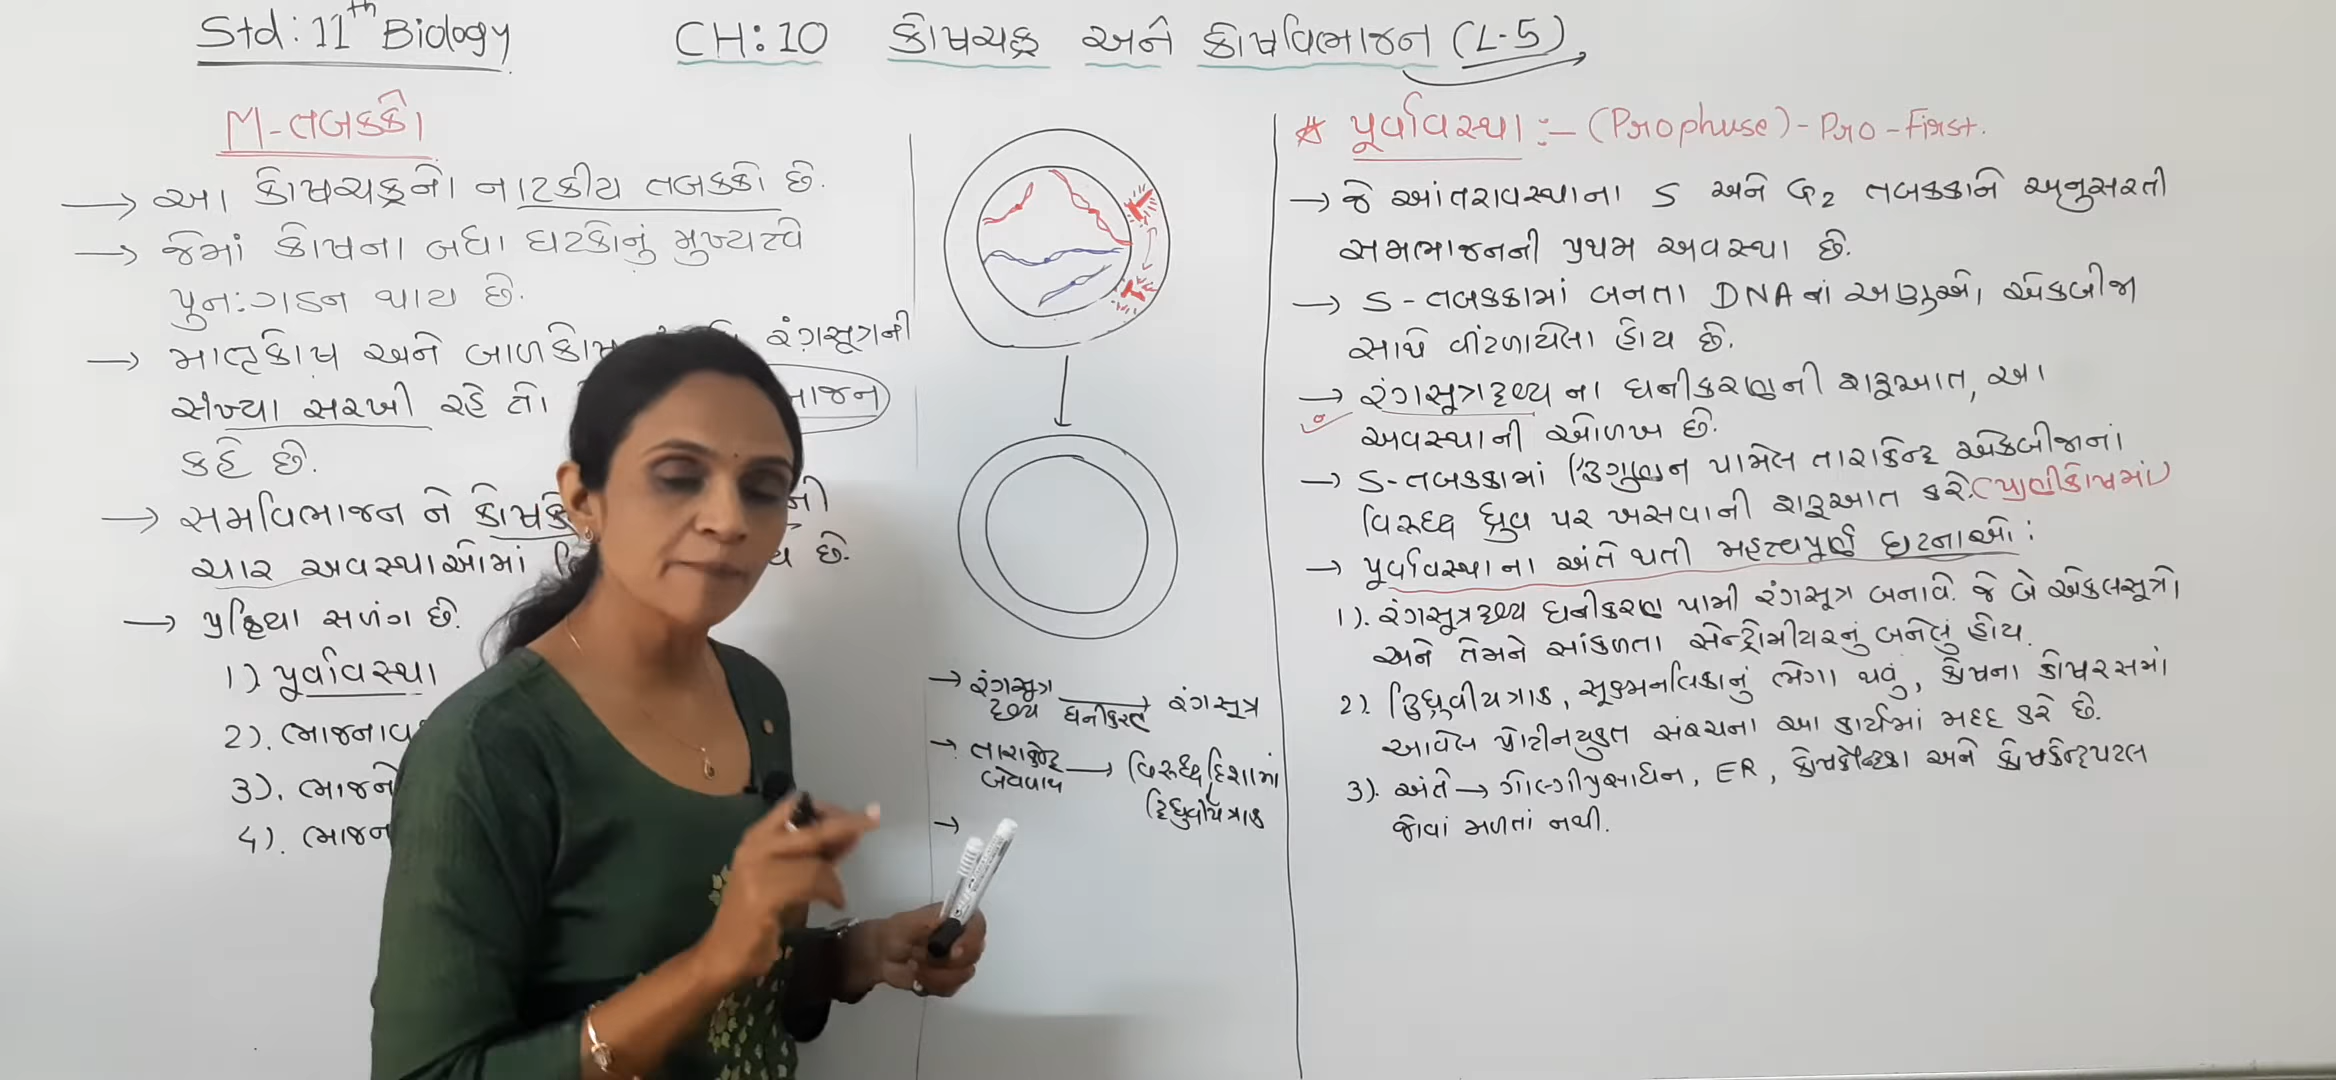 Std: 11th Biology
CH: 10 કોષચક્ર અને કોષવિભાજન (L-5)
M-તબક્કો
→ આ કોષચક્રનો નાટકીય તબક્કો છે.
→ જેમાં કોષના બધા ઘટકોનું મુખ્યત્વે
પુનઃગઠન થાય છે.
→ માતૃકોષ અને બાળકોષ રંગસૂત્રની
સંખ્યા સરખી રહે તો
કહે છે.
→ સમવિભાજન ને
ચાર અવસ્થાઓમાં છે.
→ પ્રક્રિયા સળંગ છે.
1) પૂર્વાવસ્થા
2).
3).
4).
→ રંગસૂત્ર દ્રવ્ય ઘનીકરણ રંગસૂત્ર
→ તારાકેન્દ્ર બેવડાય → વિરુદ્ધ દિશામાં
દ્વિધ્રુવીય ત્રાક
→
* પૂર્વાવસ્થા :- (Prophase) - Pro - First.
→ જે આંતરાવસ્થાના S અને G2 તબક્કાને અનુસરતી
સમભાજનની પ્રથમ અવસ્થા છે.
→ S-તબક્કામાં બનતા DNA નાં અણુઓ, એકબીજા
સાથે વીંટળાયેલા હોય છે.
→ રંગસૂત્રદ્રવ્ય ના ઘનીકરણની શરૂઆત, આ
અવસ્થાની ઓળખ છે.
→ S-તબક્કામાં દ્વિગુણન પામેલ તારાકેન્દ્ર એકબીજાનાં
વિરુધ્ધ ધ્રુવ પર ખસવાની શરૂઆત કરે. (પ્રાણીકોષમાં)
→ પૂર્વાવસ્થાના અંતે થતી મહત્ત્વપૂર્ણ ઘટનાઓ :
1). રંગસૂત્રદ્રવ્ય ઘનીકરણ પામી રંગસૂત્ર બનાવે. જે બે એકલસૂત્રો
અને તેમને સાંકળતા સેન્ટ્રોમીયરનું બનેલું હોય.
2). દ્વિધ્રુવીયત્રાક, સૂક્ષ્મનલિકાનું ભેગા થવું, કોષના કોષરસમાં
આવેલ પ્રોટીનયુક્ત સંરચના આ કાર્યમાં મદદ કરે છે.
3). અંતે → ગોલ્ગીપ્રસાધન, ER, કોષકેન્દ્રિકા અને કોષકેન્દ્રપટલ
જોવાં મળતાં નથી.